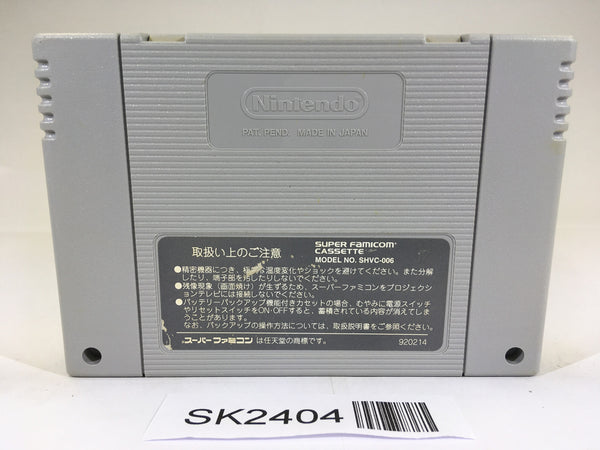 Nintendo
PAT. PEND. MADE IN JAPAN
取扱い上のご注意
SUPER FAMICOM
CASSETTE
MODEL NO. SHVC-006
●精密機器につき、 な温度変化やショックを避けてください。また分解
したり、端子部を汚したりしないでください。
●残像現象（画面焼け）が生ずるため、スーパーファミコンをプロジェクシ
ョンテレビには接続しないでください。
●バッテリーバックアップ機能付きカセットの場合、むやみに電源スイッチ
やリセットスイッチをON・OFFすると、蓄積されている内容が消えてしま
うことがあります。
なお、バックアップの操作方法については、取扱説明書をご参照ください。
スーパーファミコン は任天堂の商標です。
920214
SK2404